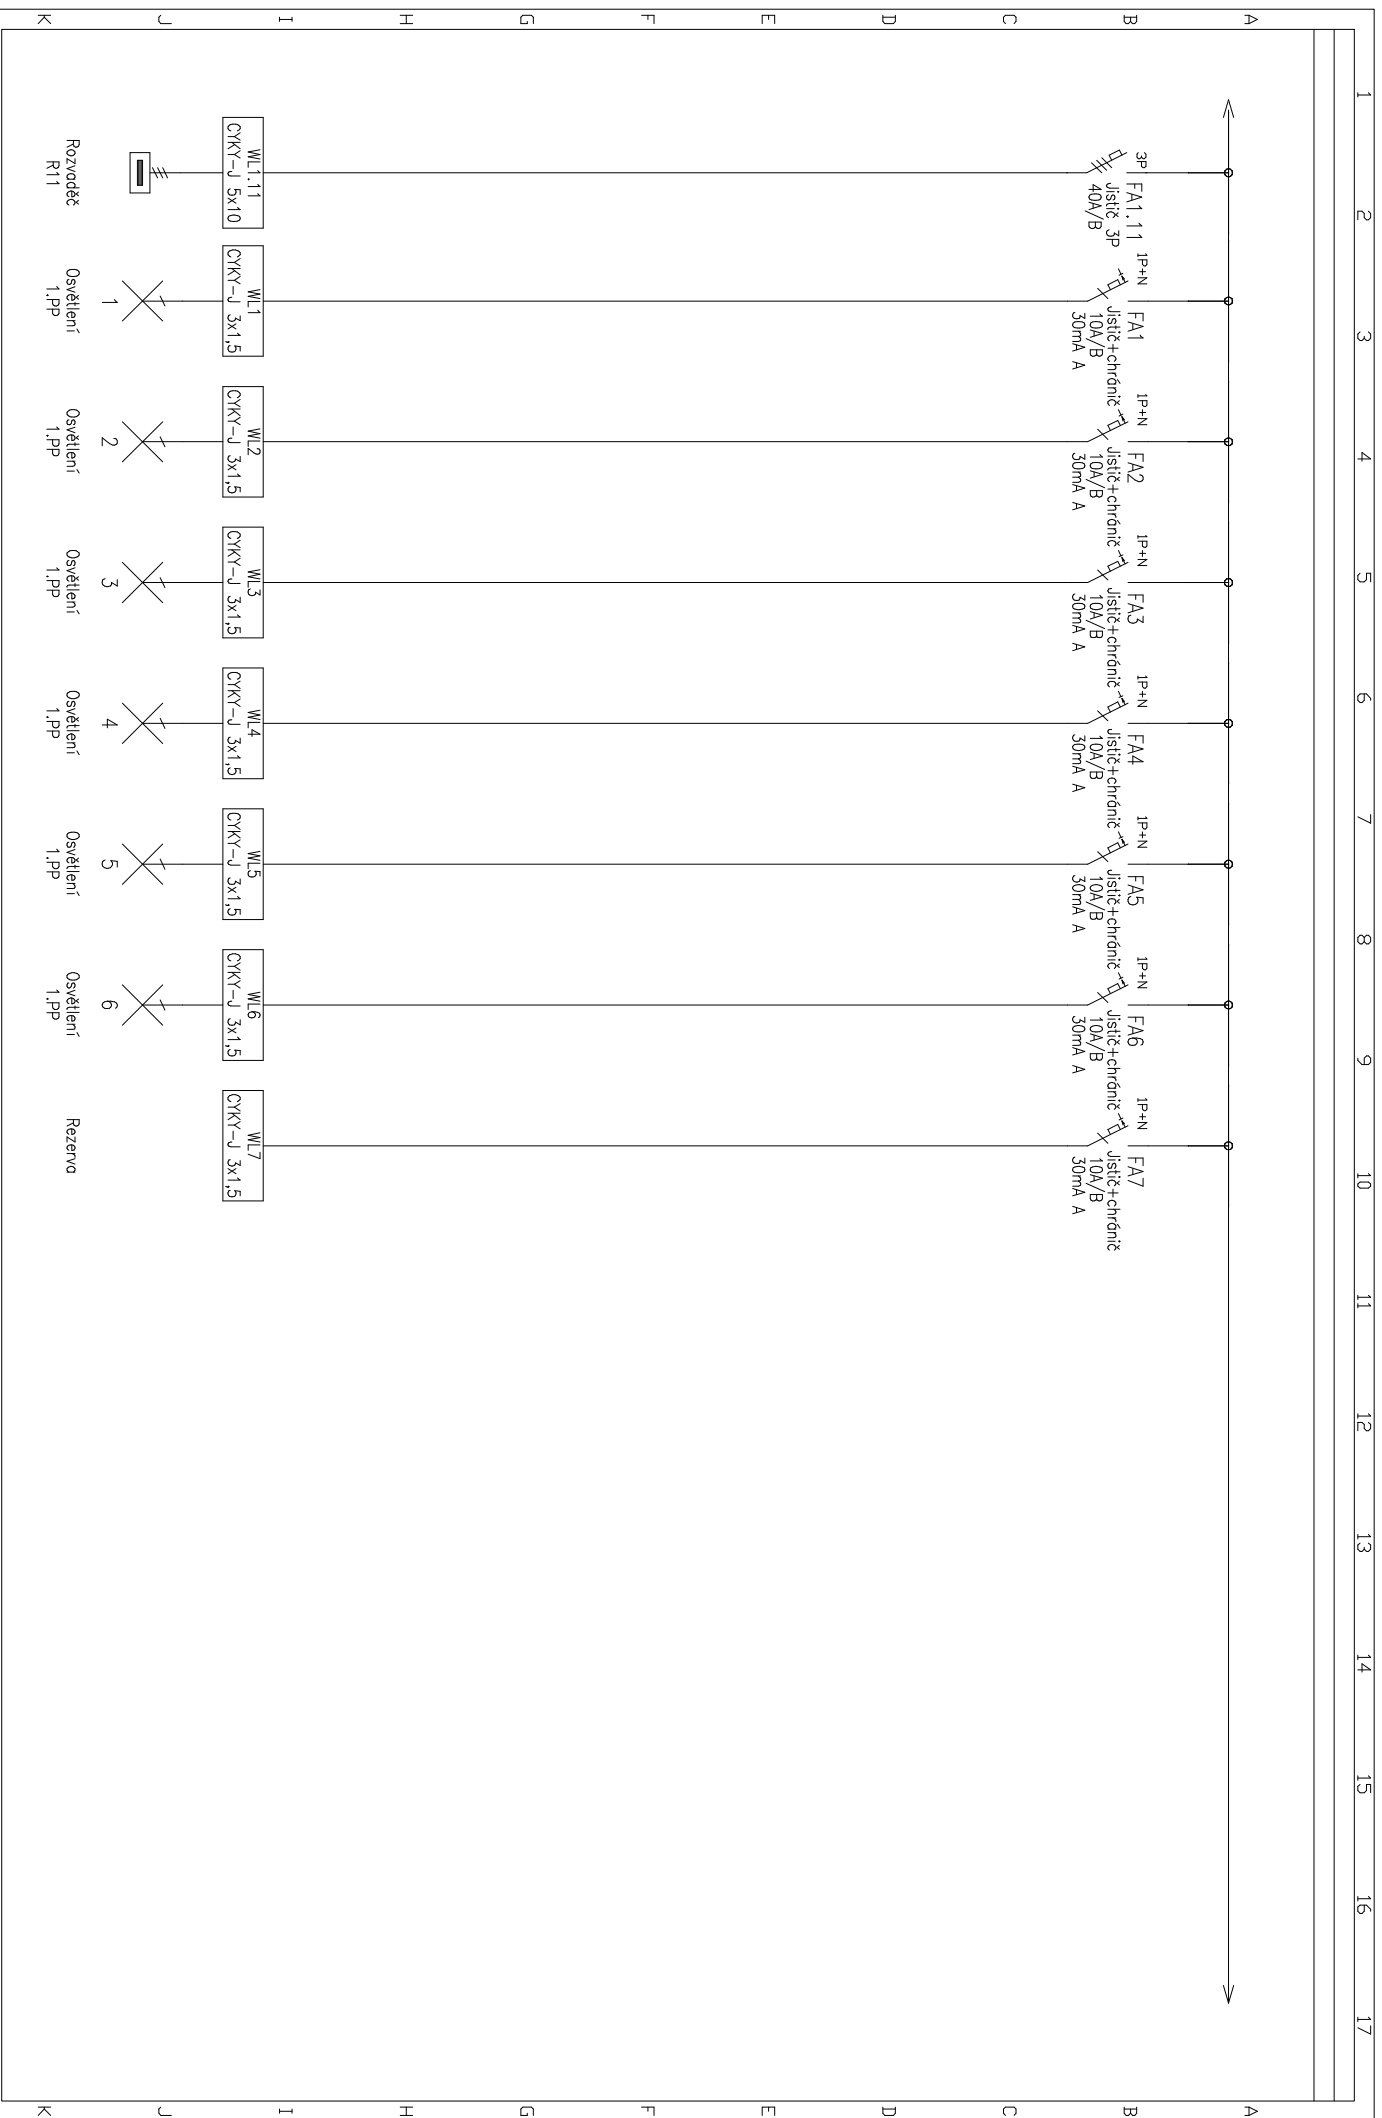 1 2 3 4 5 6 7 8 9 10 11 12 13 14 15 16 17
A
B
C
D
E
F
G
H
I
J
K
3P
FA1.11
Jistič 3P
40A/B
WL1.11
CYKY-J 5x10
Rozvaděč
R11
1P+N
FA1
Jistič+chránič
10A/B
30mA A
WL1
CYKY-J 3x1,5
1
Osvětlení
1.PP
1P+N
FA2
Jistič+chránič
10A/B
30mA A
WL2
CYKY-J 3x1,5
2
Osvětlení
1.PP
1P+N
FA3
Jistič+chránič
10A/B
30mA A
WL3
CYKY-J 3x1,5
3
Osvětlení
1.PP
1P+N
FA4
Jistič+chránič
10A/B
30mA A
WL4
CYKY-J 3x1,5
4
Osvětlení
1.PP
1P+N
FA5
Jistič+chránič
10A/B
30mA A
WL5
CYKY-J 3x1,5
5
Osvětlení
1.PP
1P+N
FA6
Jistič+chránič
10A/B
30mA A
WL6
CYKY-J 3x1,5
6
Osvětlení
1.PP
1P+N
FA7
Jistič+chránič
10A/B
30mA A
WL7
CYKY-J 3x1,5
Rezerva
A
B
C
D
E
F
G
H
I
J
K